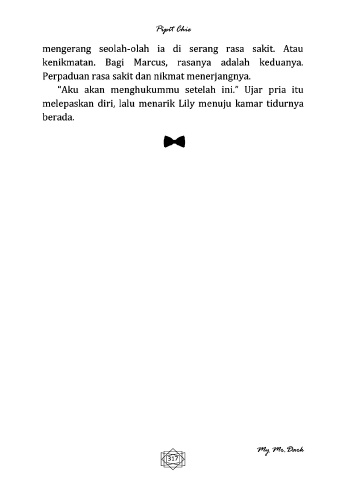 Pipit Chie
mengerang seolah-olah ia di serang rasa sakit. Atau
kenikmatan. Bagi Marcus, rasanya adalah keduanya.
Perpaduan rasa sakit dan nikmat menerjangnya.
“Aku akan menghukummu setelah ini.” Ujar pria itu
melepaskan diri, lalu menarik Lily menuju kamar tidurnya
berada.
317
My Mr. Dark